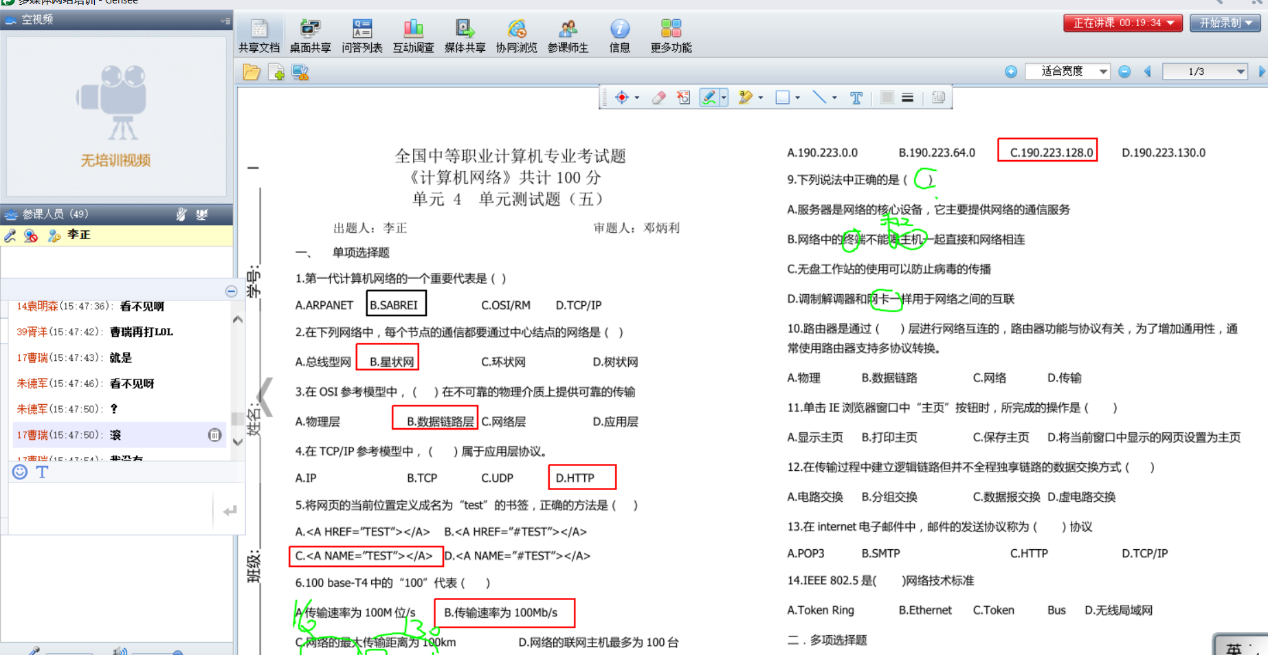 多媒体网络培训 - Gensee
空视频
无培训视频
参课人员 (49)
李正
14袁明森(15:47:36): 看不见啊
39胥洋(15:47:42): 曹瑞再打LOL
17曹瑞(15:47:43): 就是
朱德军(15:47:46): 看不见呀
朱德军(15:47:50): ?
17曹瑞(15:47:50): 滚
17曹瑞(15:47:54): 我没有
T
共享文档 桌面共享 问答列表 互动调查 媒体共享 协同浏览 参课师生 信息 更多功能
正在讲课 00:19:34
开始录制
适合宽度
1/3
T
学号:
姓名:
班级:
全国中等职业计算机专业考试题
《计算机网络》共计 100 分
单元 4 单元测试题（五）
出题人：李正 审题人：邓炳利
一、 单项选择题
1.第一代计算机网络的一个重要代表是 ( )
A.ARPANET B.SABREI C.OSI/RM D.TCP/IP
2.在下列网络中，每个节点的通信都要通过中心结点的网络是 ( )
A.总线型网 B.星状网 C.环状网 D.树状网
3.在 OSI 参考模型中， ( ) 在不可靠的物理介质上提供可靠的传输
A.物理层 B.数据链路层 C.网络层 D.应用层
4.在 TCP/IP 参考模型中， ( ) 属于应用层协议。
A.IP B.TCP C.UDP D.HTTP
5.将网页的当前位置定义成名为 “test” 的书签，正确的方法是 ( )
A.<A HREF="TEST"></A> B.<A HREF="#TEST"></A>
C.<A NAME="TEST"></A> D.<A NAME="#TEST"></A>
6.100 base-T4 中的 “100” 代表 ( )
A.传输速率为 100M 位/s B.传输速率为 100Mb/s
C.网络的最大传输距离为 100km D.网络的联网主机最多为 100 台
A.190.223.0.0 B.190.223.64.0 C.190.223.128.0 D.190.223.130.0
9.下列说法中正确的是 ( )
A.服务器是网络的核心设备，它主要提供网络的通信服务
B.网络中的终端不能离主机一起直接和网络相连
C.无盘工作站的使用可以防止病毒的传播
D.调制解调器和网卡一样用于网络之间的互联
10.路由器是通过 ( ) 层进行网络互连的，路由器功能与协议有关，为了增加通用性，通
常使用路由器支持多协议转换。
A.物理 B.数据链路 C.网络 D.传输
11.单击 IE 浏览器窗口中 “主页” 按钮时，所完成的操作是 ( )
A.显示主页 B.打印主页 C.保存主页 D.将当前窗口中显示的网页设置为主页
12.在传输过程中建立逻辑链路但并不全程独享链路的数据交换方式 ( )
A.电路交换 B.分组交换 C.数据报交换 D.虚电路交换
13.在 internet 电子邮件中，邮件的发送协议称为 ( ) 协议
A.POP3 B.SMTP C.HTTP D.TCP/IP
14.IEEE 802.5 是( )网络技术标准
A.Token Ring B.Ethernet C.Token Bus D.无线局域网
二．多项选择题
英